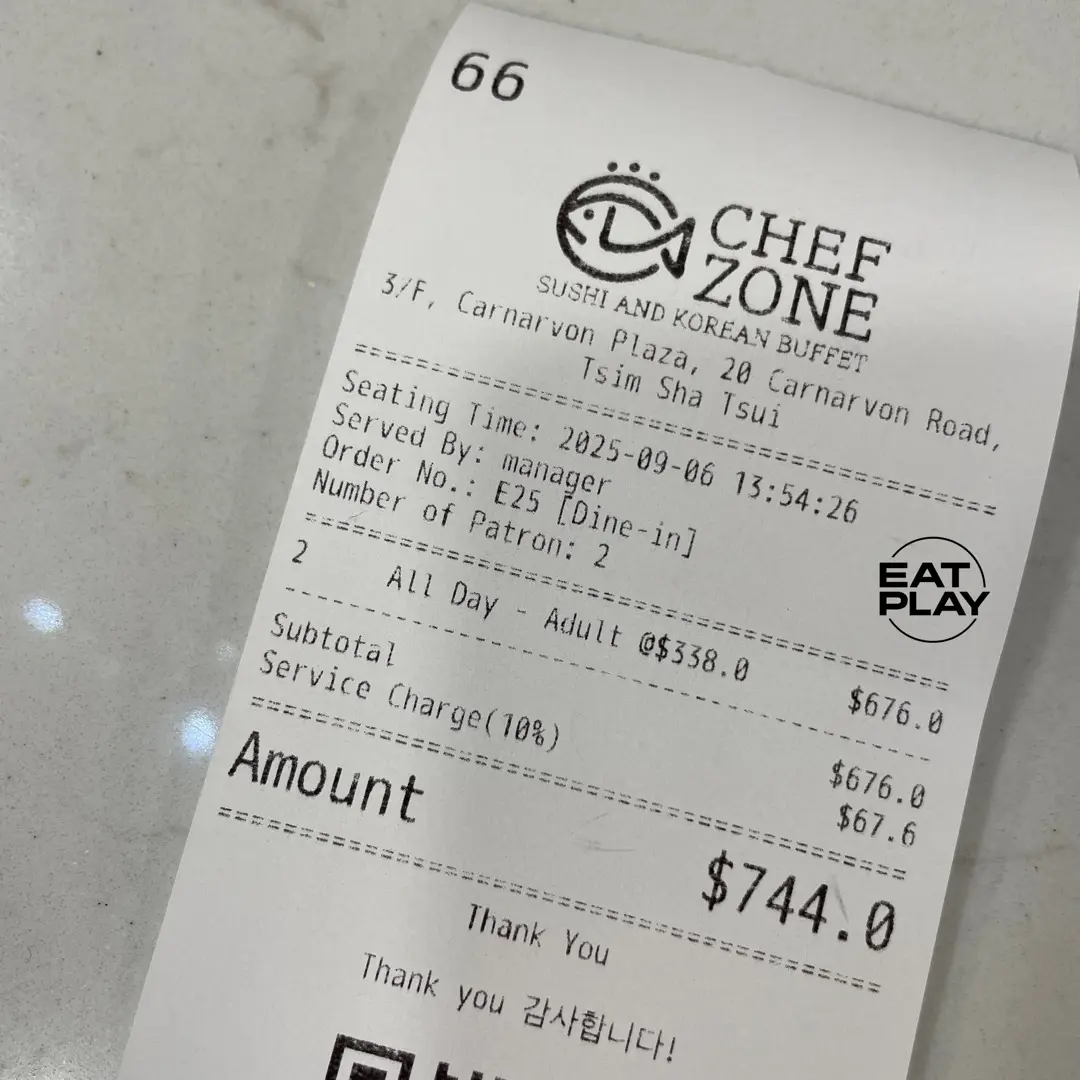 66
CHEF
ZONE
SUSHI AND KOREAN BUFFET
3/F, Carnarvon Plaza, 20 Carnarvon Road,
Tsim Sha Tsui
Seating Time: 2025-09-06 13:54:26
Served By: manager
Order No.: E25 [Dine-in]
Number of Patron: 2
2 All Day - Adult @$338.0 $676.0
Subtotal $676.0
Service Charge(10%) $67.6
Amount $744.0
Thank You
Thank you 감사합니다!
EAT
PLAY